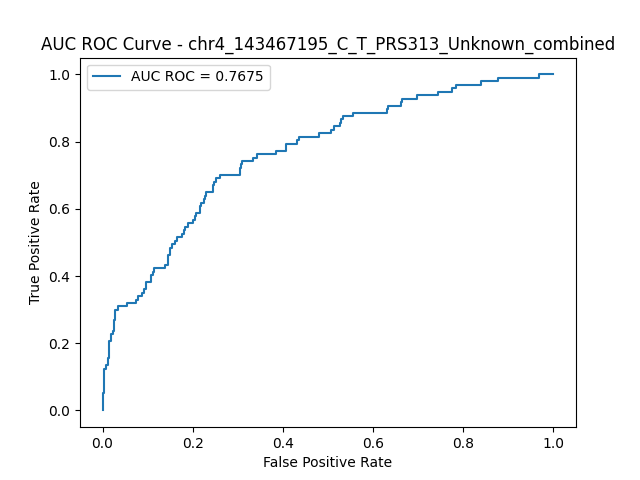 AUC ROC Curve - chr4_143467195_C_T_PRS313_Unknown_combined
AUC ROC = 0.7675
True Positive Rate
1.0
0.8
0.6
0.4
0.2
0.0
0.0 0.2 0.4 0.6 0.8 1.0
False Positive Rate